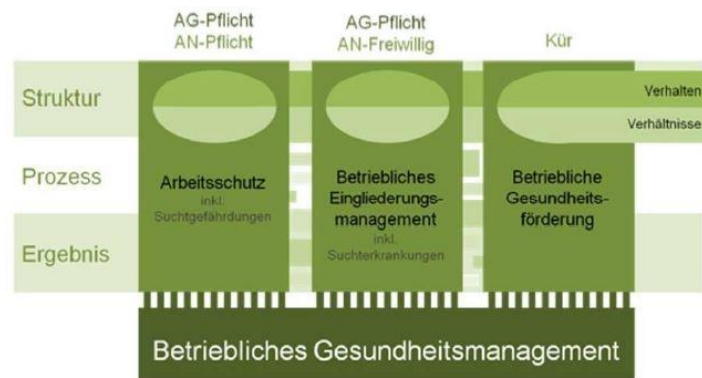 AG-Pflicht
AN-Pflicht
AG-Pflicht
AN-Freiwillig
Kür
Struktur
Verhalten
Verhältnisse
Prozess
Arbeitsschutz
inkl.
Suchtgefährdungen
Betriebliches
Eingliederungs-
management
inkl.
Suchterkrankungen
Betriebliche
Gesundheits-
förderung
Ergebnis
Betriebliches Gesundheitsmanagement